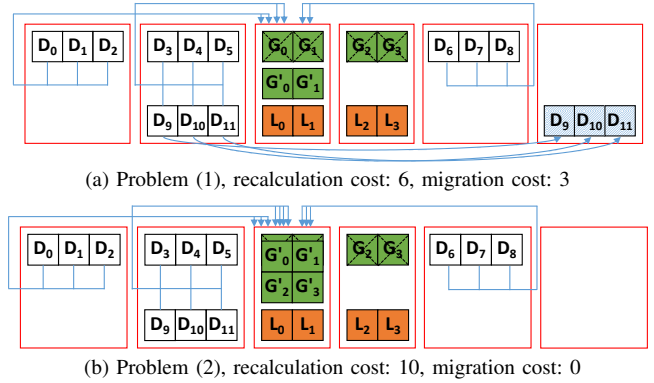 D0 D1 D2 D3 D4 D5 G0 G1 G2 G3 D6 D7 D8
G'0 G'1
D9 D10 D11 L0 L1 L2 L3 D9 D10 D11
(a) Problem (1), recalculation cost: 6, migration cost: 3
D0 D1 D2 D3 D4 D5 G'0 G'1 G2 G3 D6 D7 D8
G'2 G'3
D9 D10 D11 L0 L1 L2 L3
(b) Problem (2), recalculation cost: 10, migration cost: 0